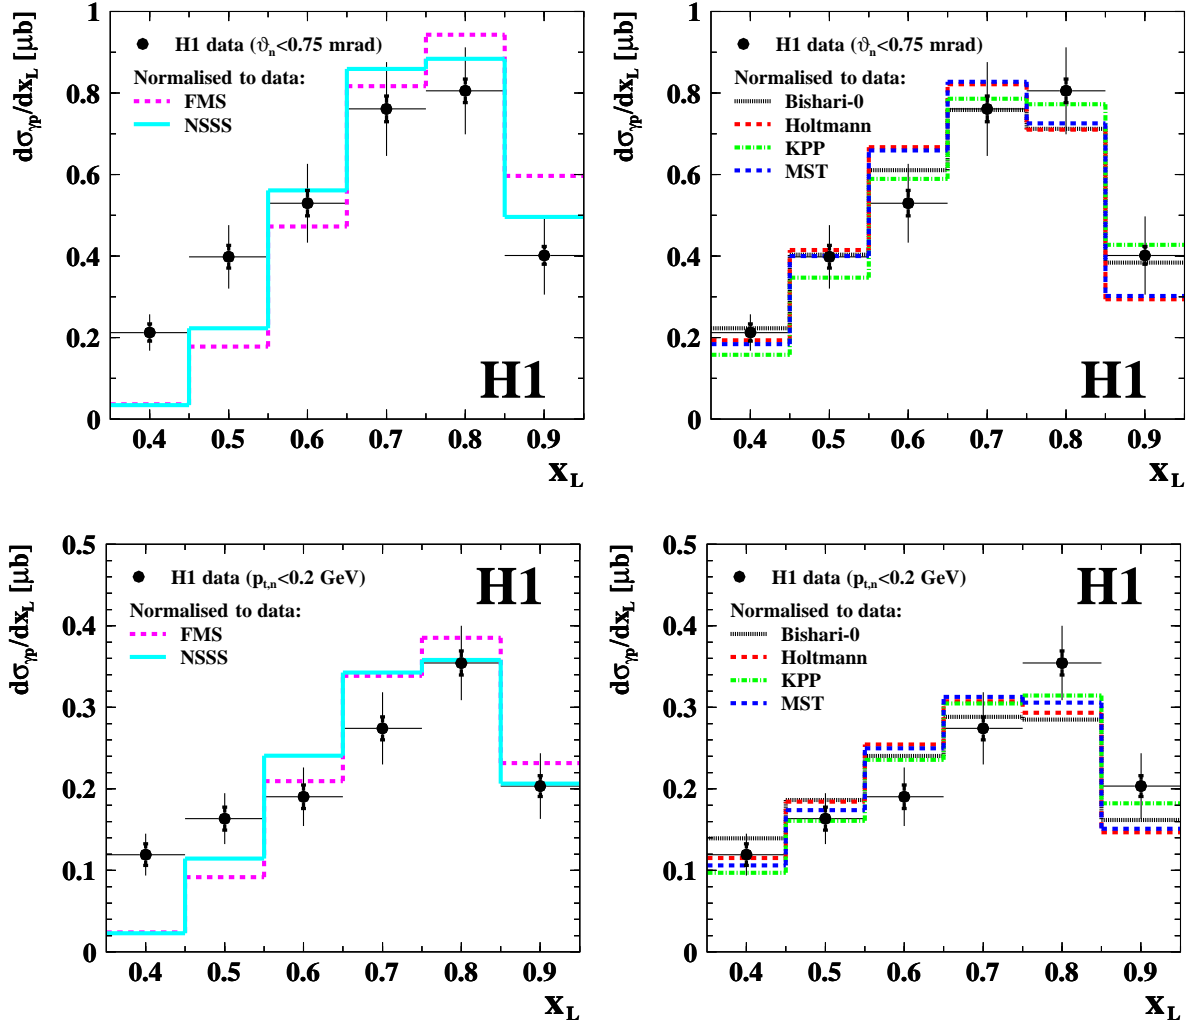 dσγp/dxL [μb]
1
0.8
0.6
0.4
0.2
0
H1 data (ϑn<0.75 mrad)
Normalised to data:
FMS
NSSS
H1
0.4 0.5 0.6 0.7 0.8 0.9
xL
dσγp/dxL [μb]
1
0.8
0.6
0.4
0.2
0
H1 data (ϑn<0.75 mrad)
Normalised to data:
Bishari-0
Holtmann
KPP
MST
H1
0.4 0.5 0.6 0.7 0.8 0.9
xL
dσγp/dxL [μb]
0.5
0.4
0.3
0.2
0.1
0
H1 data (pt,n<0.2 GeV)
Normalised to data:
FMS
NSSS
H1
0.4 0.5 0.6 0.7 0.8 0.9
xL
dσγp/dxL [μb]
0.5
0.4
0.3
0.2
0.1
0
H1 data (pt,n<0.2 GeV)
Normalised to data:
Bishari-0
Holtmann
KPP
MST
H1
0.4 0.5 0.6 0.7 0.8 0.9
xL